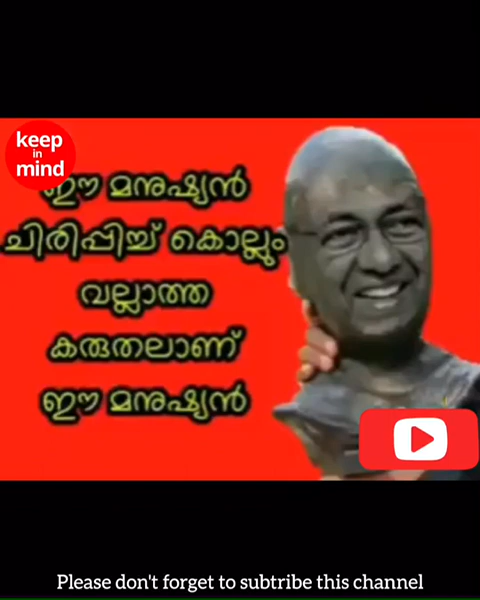 keep
in
mind
ഈ മനുഷ്യൻ
ചിരിപ്പിച്ച് കൊല്ലും
വല്ലാത്ത
കരുതലാണ്
ഈ മനുഷ്യൻ
Please don't forget to subtribe this channel